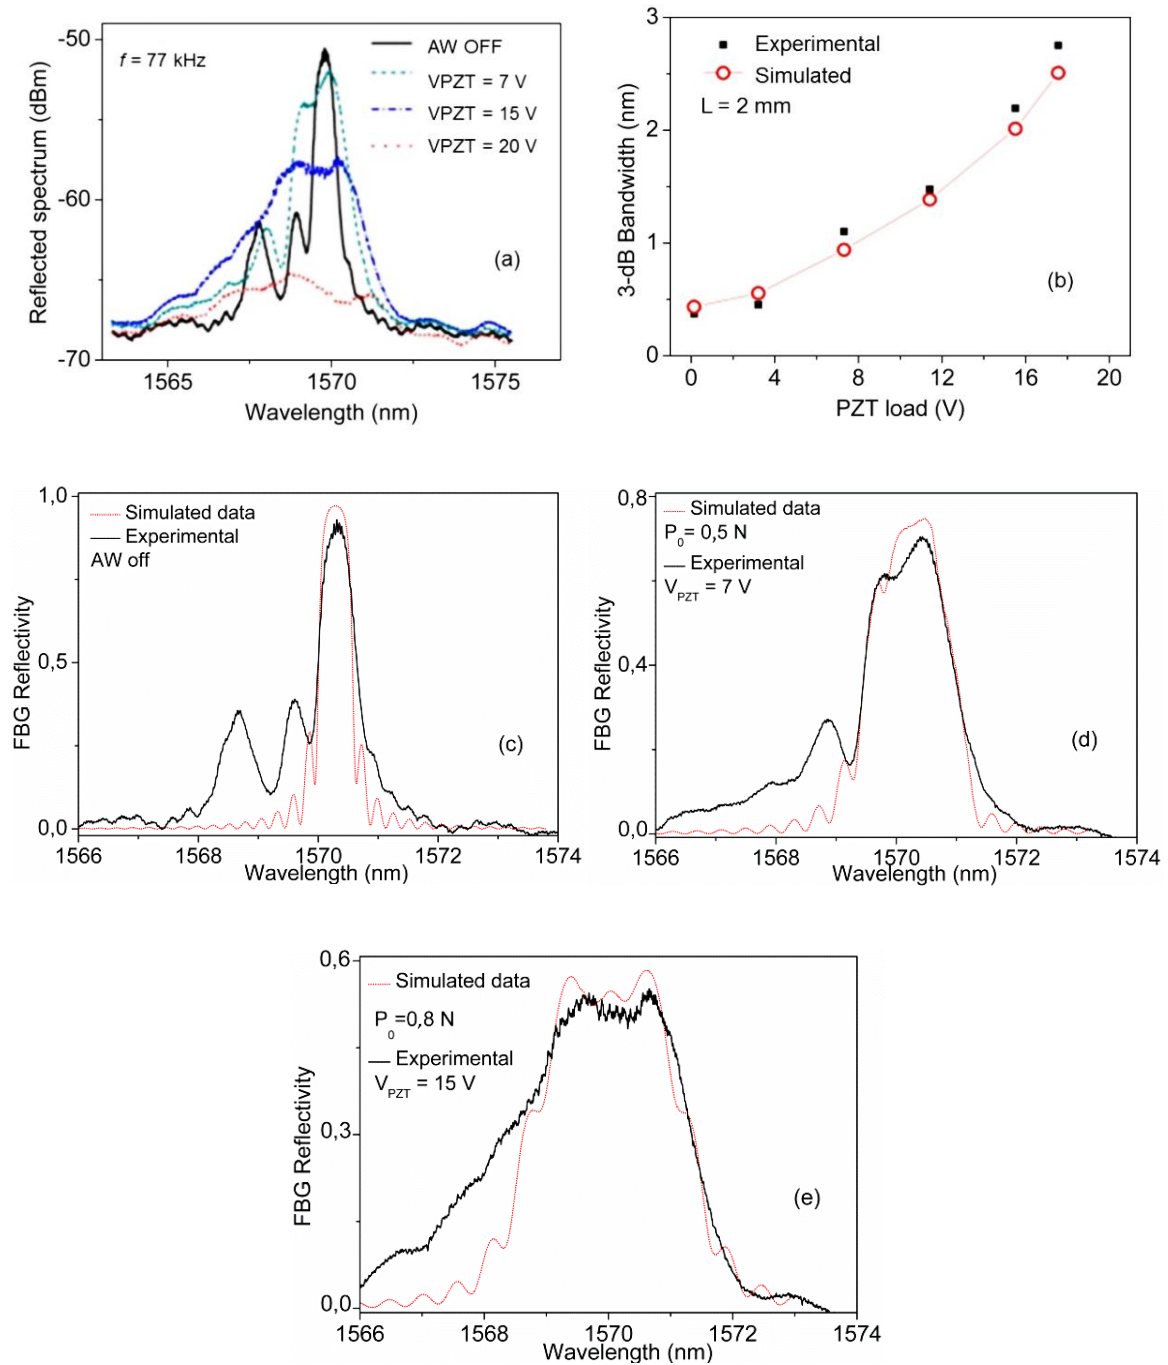 -50
-60
-70
Reflected spectrum (dBm)
f = 77 kHz
AW OFF
VPZT = 7 V
VPZT = 15 V
VPZT = 20 V
(a)
1565 1570 1575
Wavelength (nm)
3
2
1
0
3-dB Bandwidth (nm)
Experimental
Simulated
L = 2 mm
(b)
0 4 8 12 16 20
PZT load (V)
1,0
0,5
0,0
FBG Reflectivity
Simulated data
Experimental
AW off
(c)
1566 1568 1570 1572 1574
Wavelength (nm)
0,8
0,4
0,0
FBG Reflectivity
Simulated data
P0= 0,5 N
Experimental
VPZT = 7 V
(d)
1566 1568 1570 1572 1574
Wavelength (nm)
0,6
0,3
0,0
FBG Reflectivity
Simulated data
P0=0,8 N
Experimental
VPZT = 15 V
(e)
1566 1568 1570 1572 1574
Wavelength (nm)